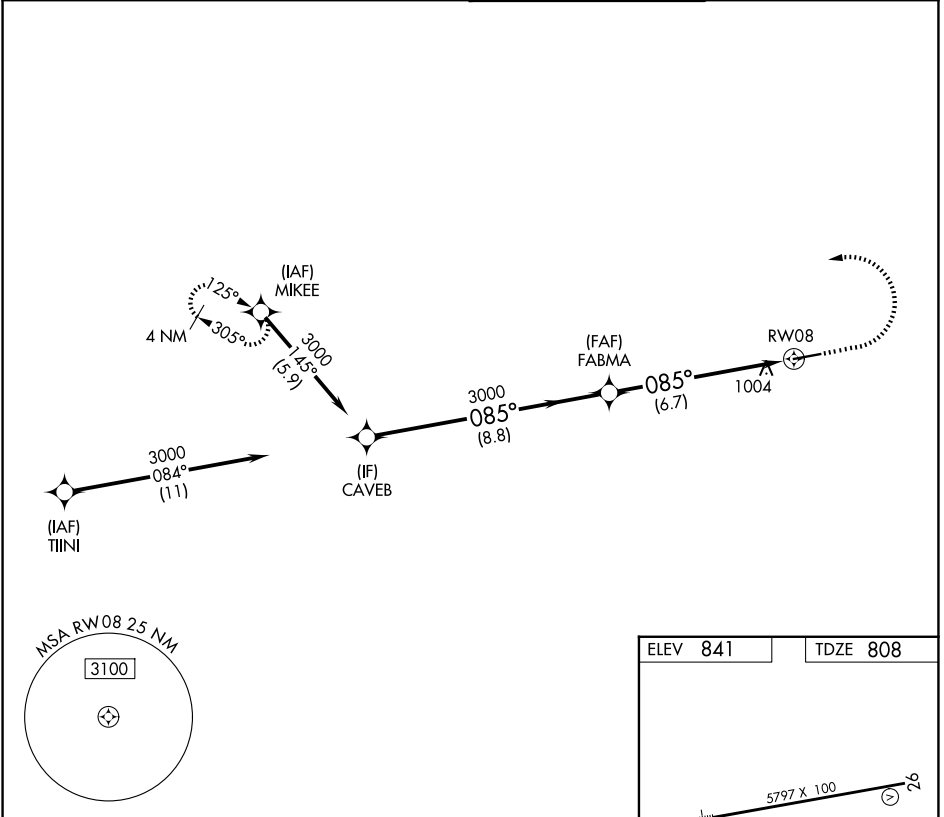 (IAF)
MIKEE
125°
305°
4 NM
3000
145°
(5.9)
RW08
(FAF)
FABMA
1004
085°
(6.7)
3000
085°
(8.8)
3000
084°
(11)
(IF)
CAVEB
(IAF)
TIINI
MSA RW08 25 NM
3100
ELEV 841
TDZE 808
5797 X 100
26
V